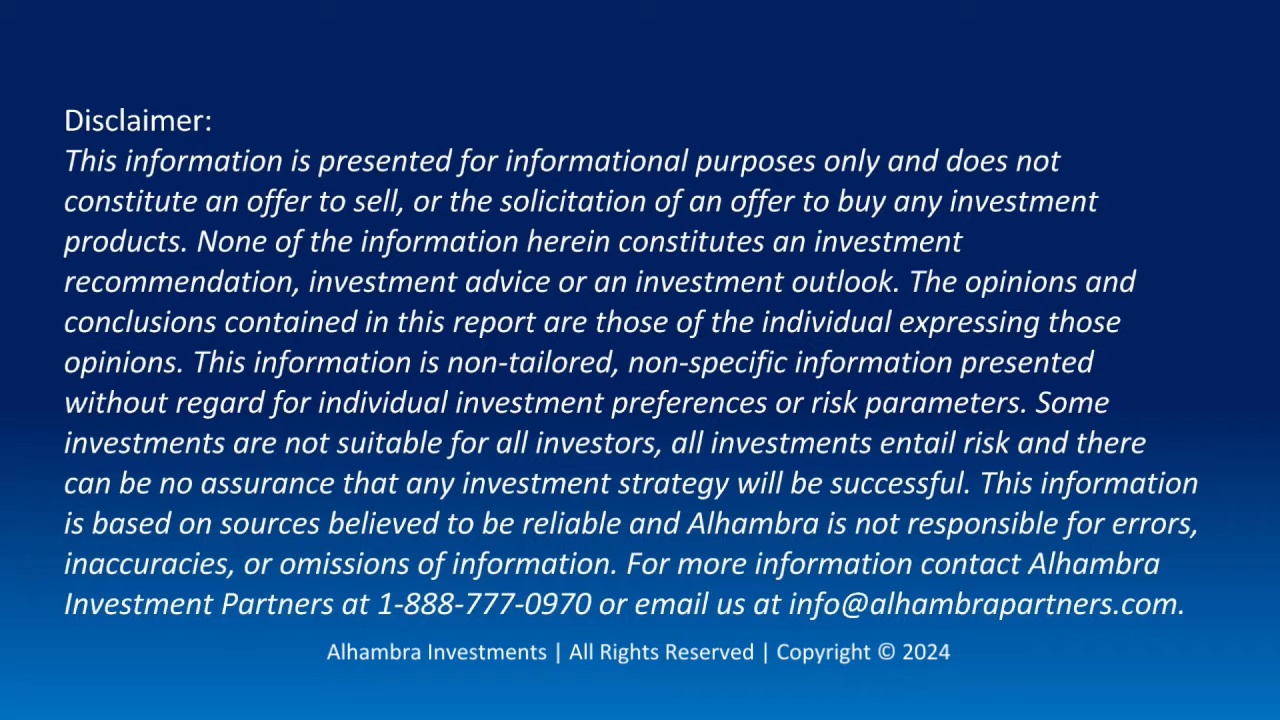 Disclaimer:
This information is presented for informational purposes only and does not
constitute an offer to sell, or the solicitation of an offer to buy any investment
products. None of the information herein constitutes an investment
recommendation, investment advice or an investment outlook. The opinions and
conclusions contained in this report are those of the individual expressing those
opinions. This information is non-tailored, non-specific information presented
without regard for individual investment preferences or risk parameters. Some
investments are not suitable for all investors, all investments entail risk and there
can be no assurance that any investment strategy will be successful. This information
is based on sources believed to be reliable and Alhambra is not responsible for errors,
inaccuracies, or omissions of information. For more information contact Alhambra
Investment Partners at 1-888-777-0970 or email us at info@alhambrapartners.com.
Alhambra Investments | All Rights Reserved | Copyright © 2024